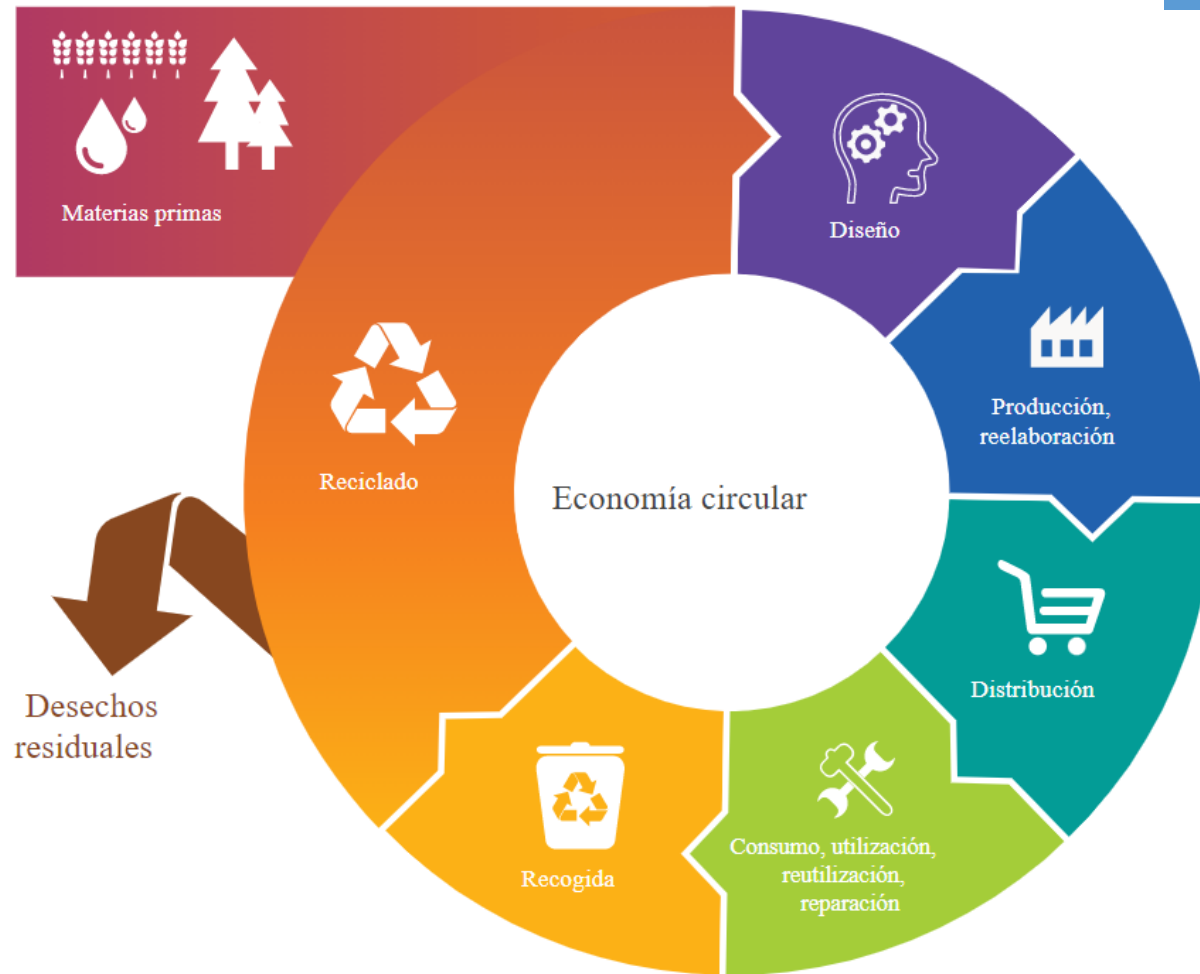 Materias primas
Diseño
Producción,
reelaboración
Distribución
Consumo, utilización,
reutilización,
reparación
Recogida
Reciclado
Economía circular
Desechos
residuales